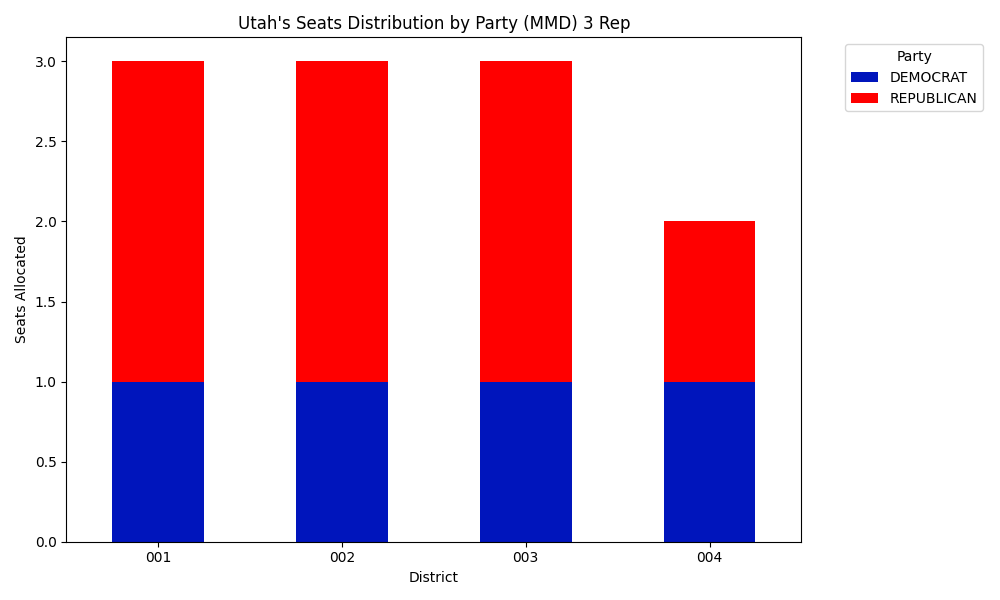 Utah's Seats Distribution by Party (MMD) 3 Rep
Party
DEMOCRAT
REPUBLICAN
Seats Allocated
3.0
2.5
2.0
1.5
1.0
0.5
0.0
001 002 003 004
District